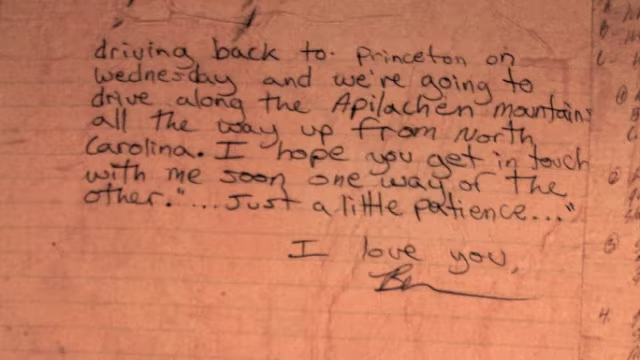 driving back to princeton on
wednesday and we're going to
drive along the Apilachen mountains
all the way up from North
Carolina. I hope you get in touch
with me soon one way or the
other. "...Just a little patience..."
I love you,
Ben